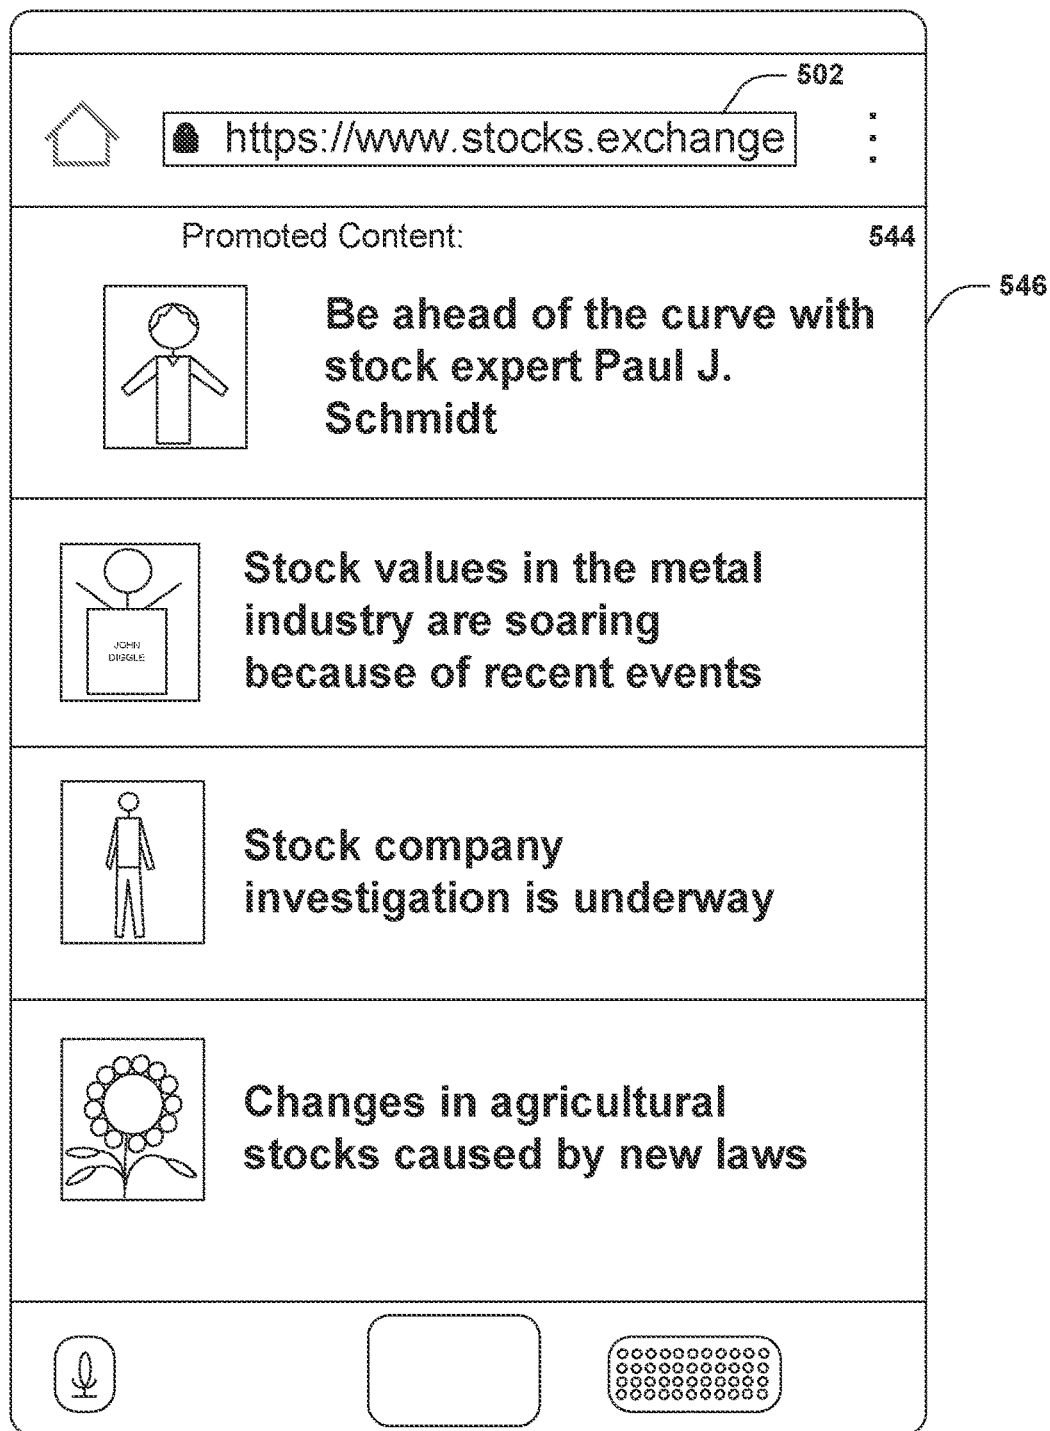 502
https://www.stocks.exchange
Promoted Content:
544
546
Be ahead of the curve with
stock expert Paul J.
Schmidt
JOHN
DIGGLE
Stock values in the metal
industry are soaring
because of recent events
Stock company
investigation is underway
Changes in agricultural
stocks caused by new laws